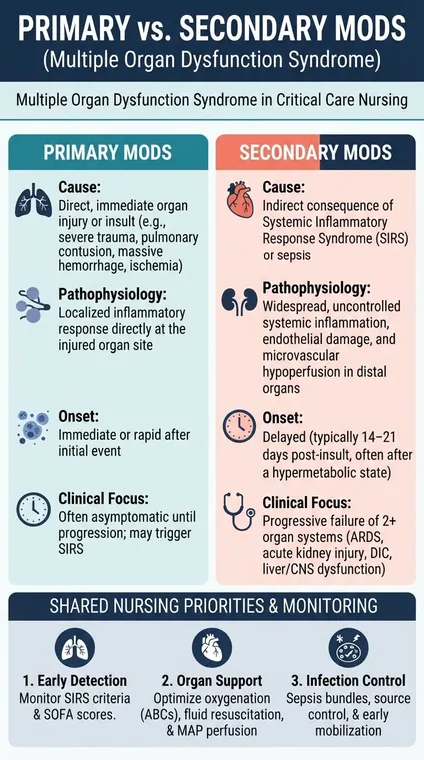 PRIMARY vs. SECONDARY MODS
(Multiple Organ Dysfunction Syndrome)
Multiple Organ Dysfunction Syndrome in Critical Care Nursing
PRIMARY MODS
Cause:
Direct, immediate organ
injury or insult (e.g.,
severe trauma, pulmonary
contusion, massive
hemorrhage, ischemia)
Pathophysiology:
Localized inflammatory
response directly at the
injured organ site
Onset:
Immediate or rapid after
initial event
Clinical Focus:
Often asymptomatic until
progression; may trigger
SIRS
SECONDARY MODS
Cause:
Indirect consequence of
Systemic Inflammatory
Response Syndrome (SIRS)
or sepsis
Pathophysiology:
Widespread, uncontrolled
systemic inflammation,
endothelial damage, and
microvascular
hypoperfusion in distal
organs
Onset:
Delayed (typically 14–21
days post-insult, often after
a hypermetabolic state)
Clinical Focus:
Progressive failure of 2+
organ systems (ARDS,
acute kidney injury, DIC,
liver/CNS dysfunction)
SHARED NURSING PRIORITIES & MONITORING
1. Early Detection
Monitor SIRS criteria
& SOFA scores.
2. Organ Support
Optimize oxygenation
(ABCs), fluid resuscitation,
& MAP perfusion
3. Infection Control
Sepsis bundles, source
control, & early
mobilization